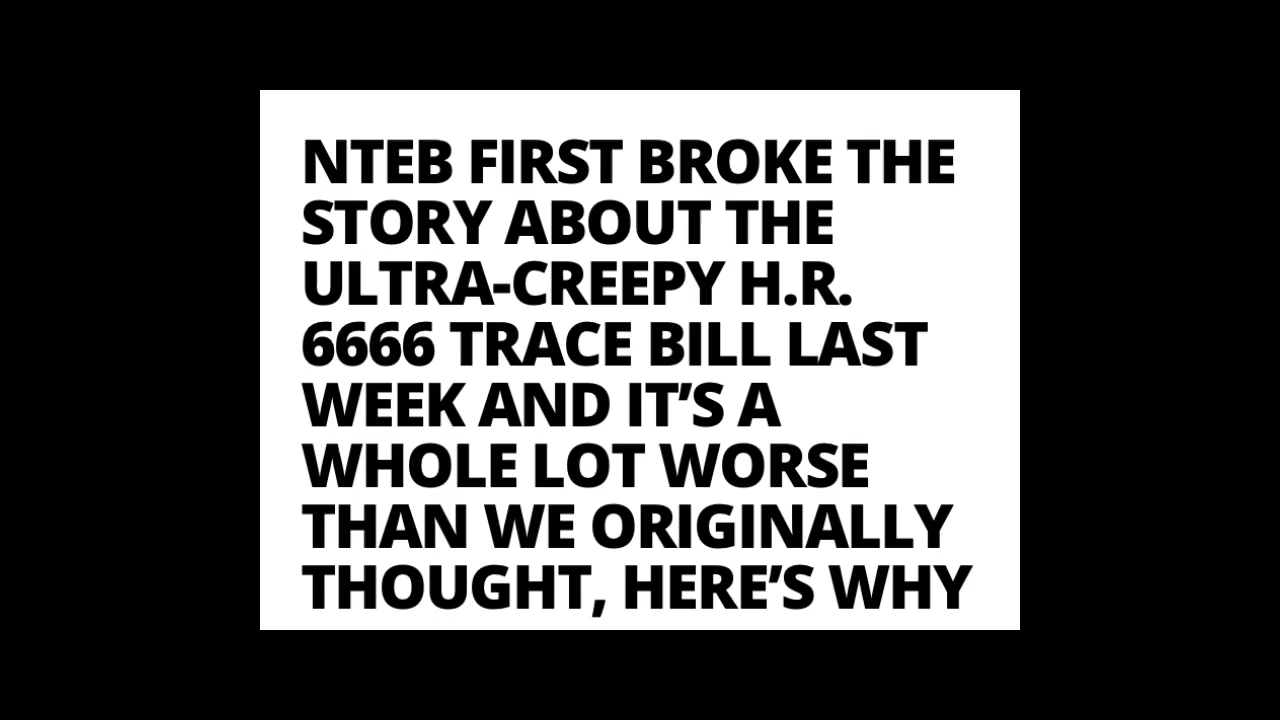 NTEB FIRST BROKE THE
STORY ABOUT THE
ULTRA-CREEPY H.R.
6666 TRACE BILL LAST
WEEK AND IT’S A
WHOLE LOT WORSE
THAN WE ORIGINALLY
THOUGHT, HERE’S WHY